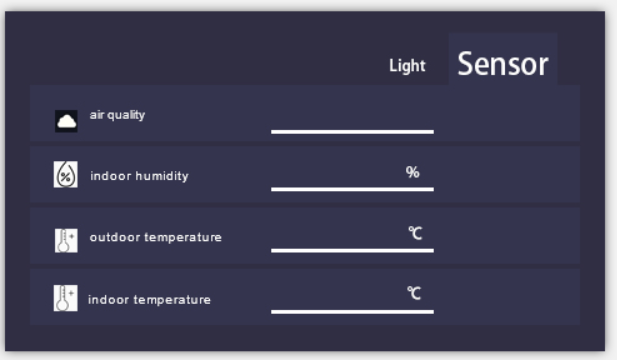 Light Sensor
air quality
indoor humidity %
outdoor temperature ℃
indoor temperature ℃